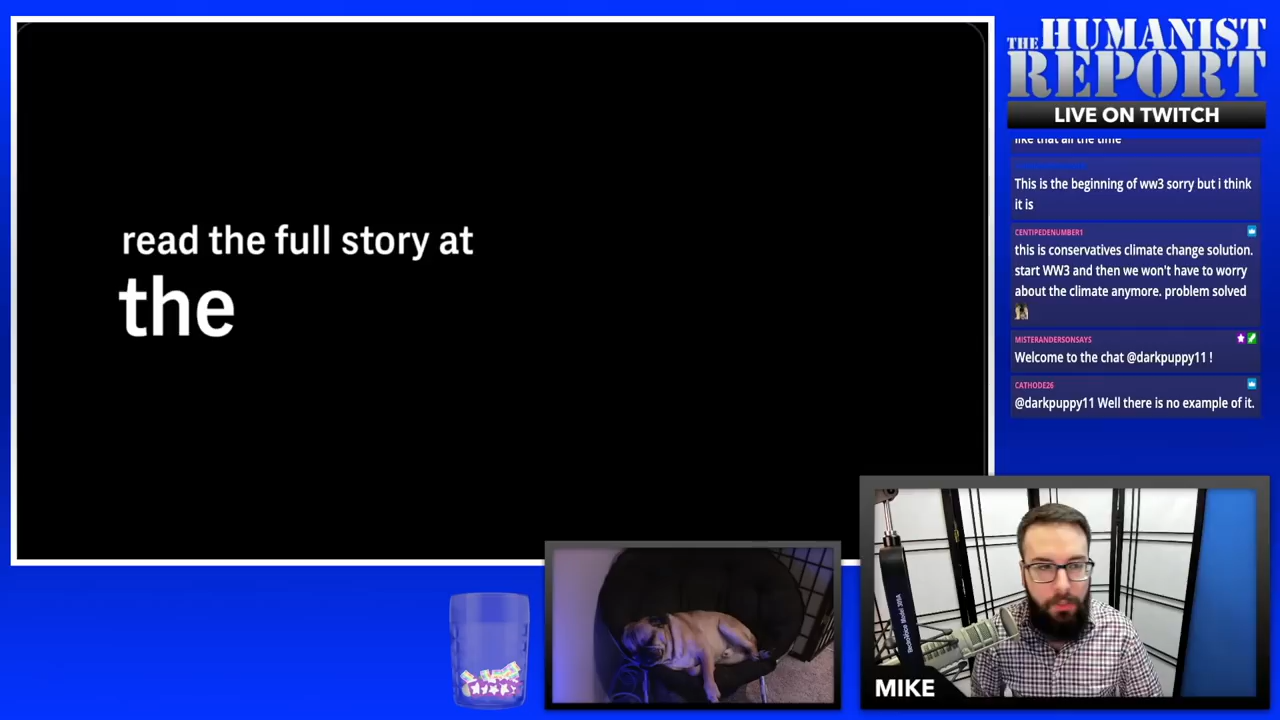 read the full story at
the
THE HUMANIST
REPORT
LIVE ON TWITCH
like that all the time
This is the beginning of ww3 sorry but i think
it is
CENTIPEDENUMBER1
this is conservatives climate change solution.
start WW3 and then we won't have to worry
about the climate anymore. problem solved
MISTERANDERSONSAYS
Welcome to the chat @darkpuppy11 !
CATHODE26
@darkpuppy11 Well there is no example of it.
MIKE